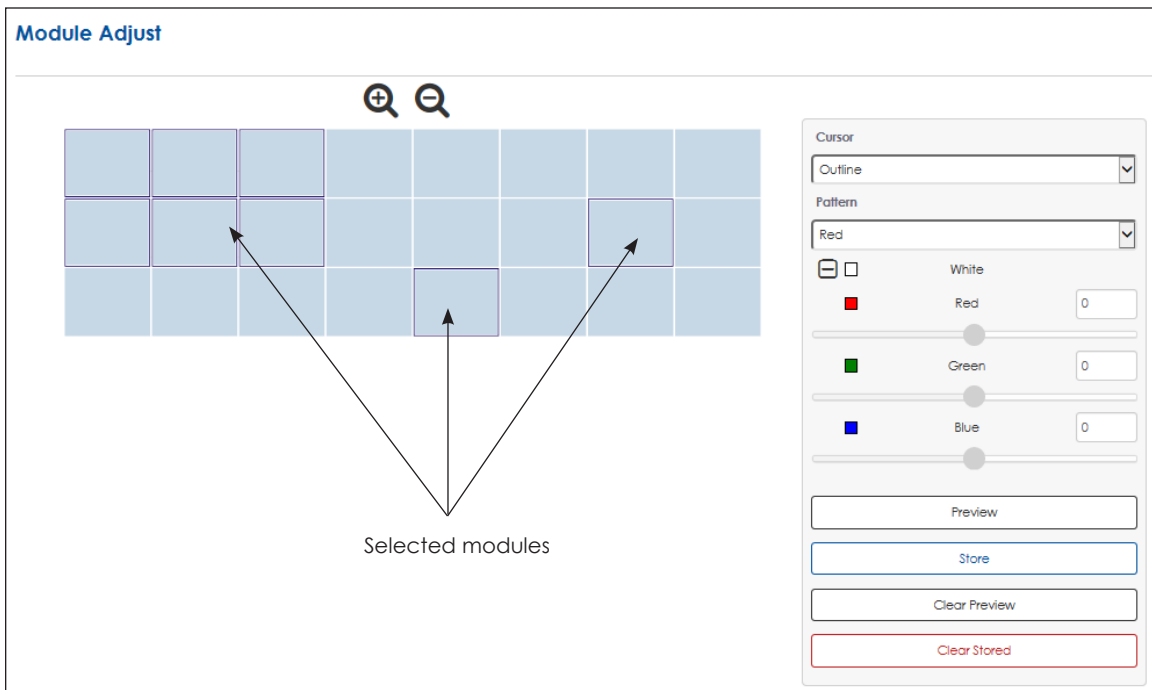 Module Adjust
Cursor
Outline
Pattern
Red
White
Red 0
Green 0
Blue 0
Preview
Store
Clear Preview
Clear Stored
Selected modules